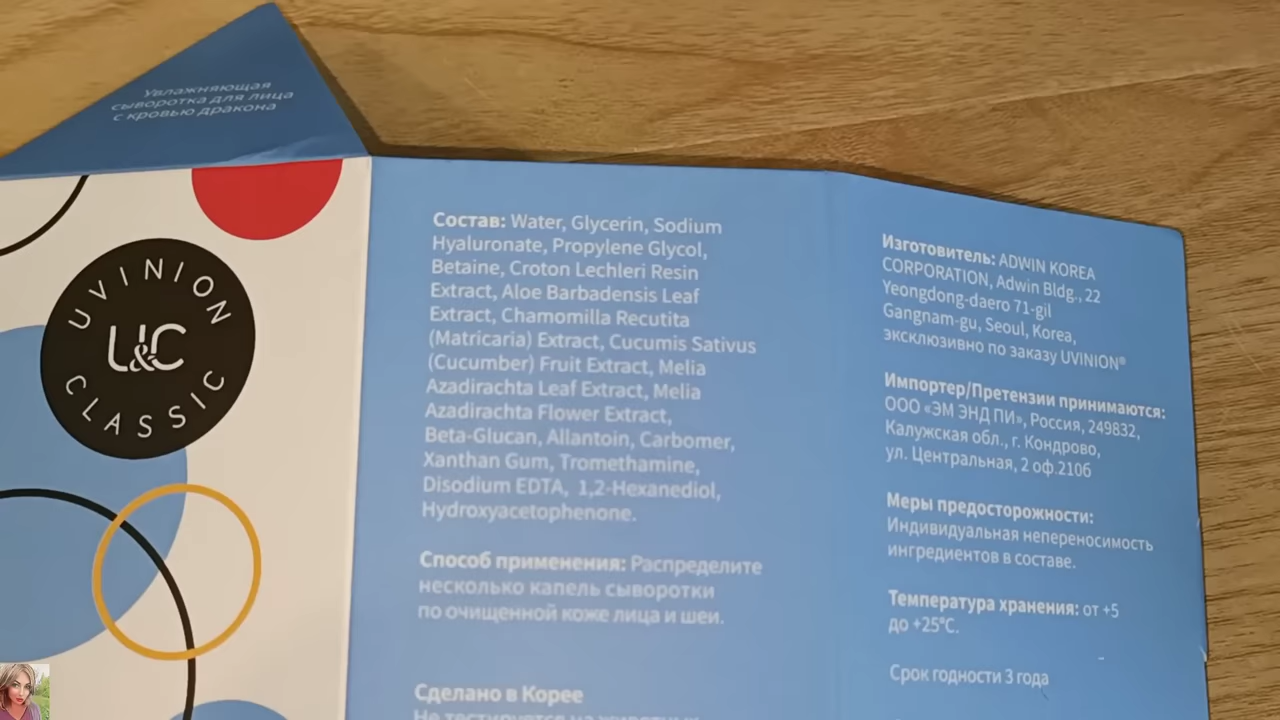 Увлажняющая
сыворотка для лица
с кровью дракона
UVINION
U&C
CLASSIC
Состав: Water, Glycerin, Sodium
Hyaluronate, Propylene Glycol,
Betaine, Croton Lechleri Resin
Extract, Aloe Barbadensis Leaf
Extract, Chamomilla Recutita
(Matricaria) Extract, Cucumis Sativus
(Cucumber) Fruit Extract, Melia
Azadirachta Leaf Extract, Melia
Azadirachta Flower Extract,
Beta-Glucan, Allantoin, Carbomer,
Xanthan Gum, Tromethamine,
Disodium EDTA, 1,2-Hexanediol,
Hydroxyacetophenone.
Способ применения: Распределите
несколько капель сыворотки
по очищенной коже лица и шеи.
Сделано в Корее
Не тестируется на животных
Изготовитель: ADWIN KOREA
CORPORATION, Adwin Bldg., 22
Yeongdong-daero 71-gil
Gangnam-gu, Seoul, Korea,
эксклюзивно по заказу UVINION®
Импортер/Претензии принимаются:
ООО «ЭМ ЭНД ПИ», Россия, 249832,
Калужская обл., г. Кондрово,
ул. Центральная, 2 оф.210б
Меры предосторожности:
Индивидуальная непереносимость
ингредиентов в составе.
Температура хранения: от +5
до +25°C.
Срок годности 3 года